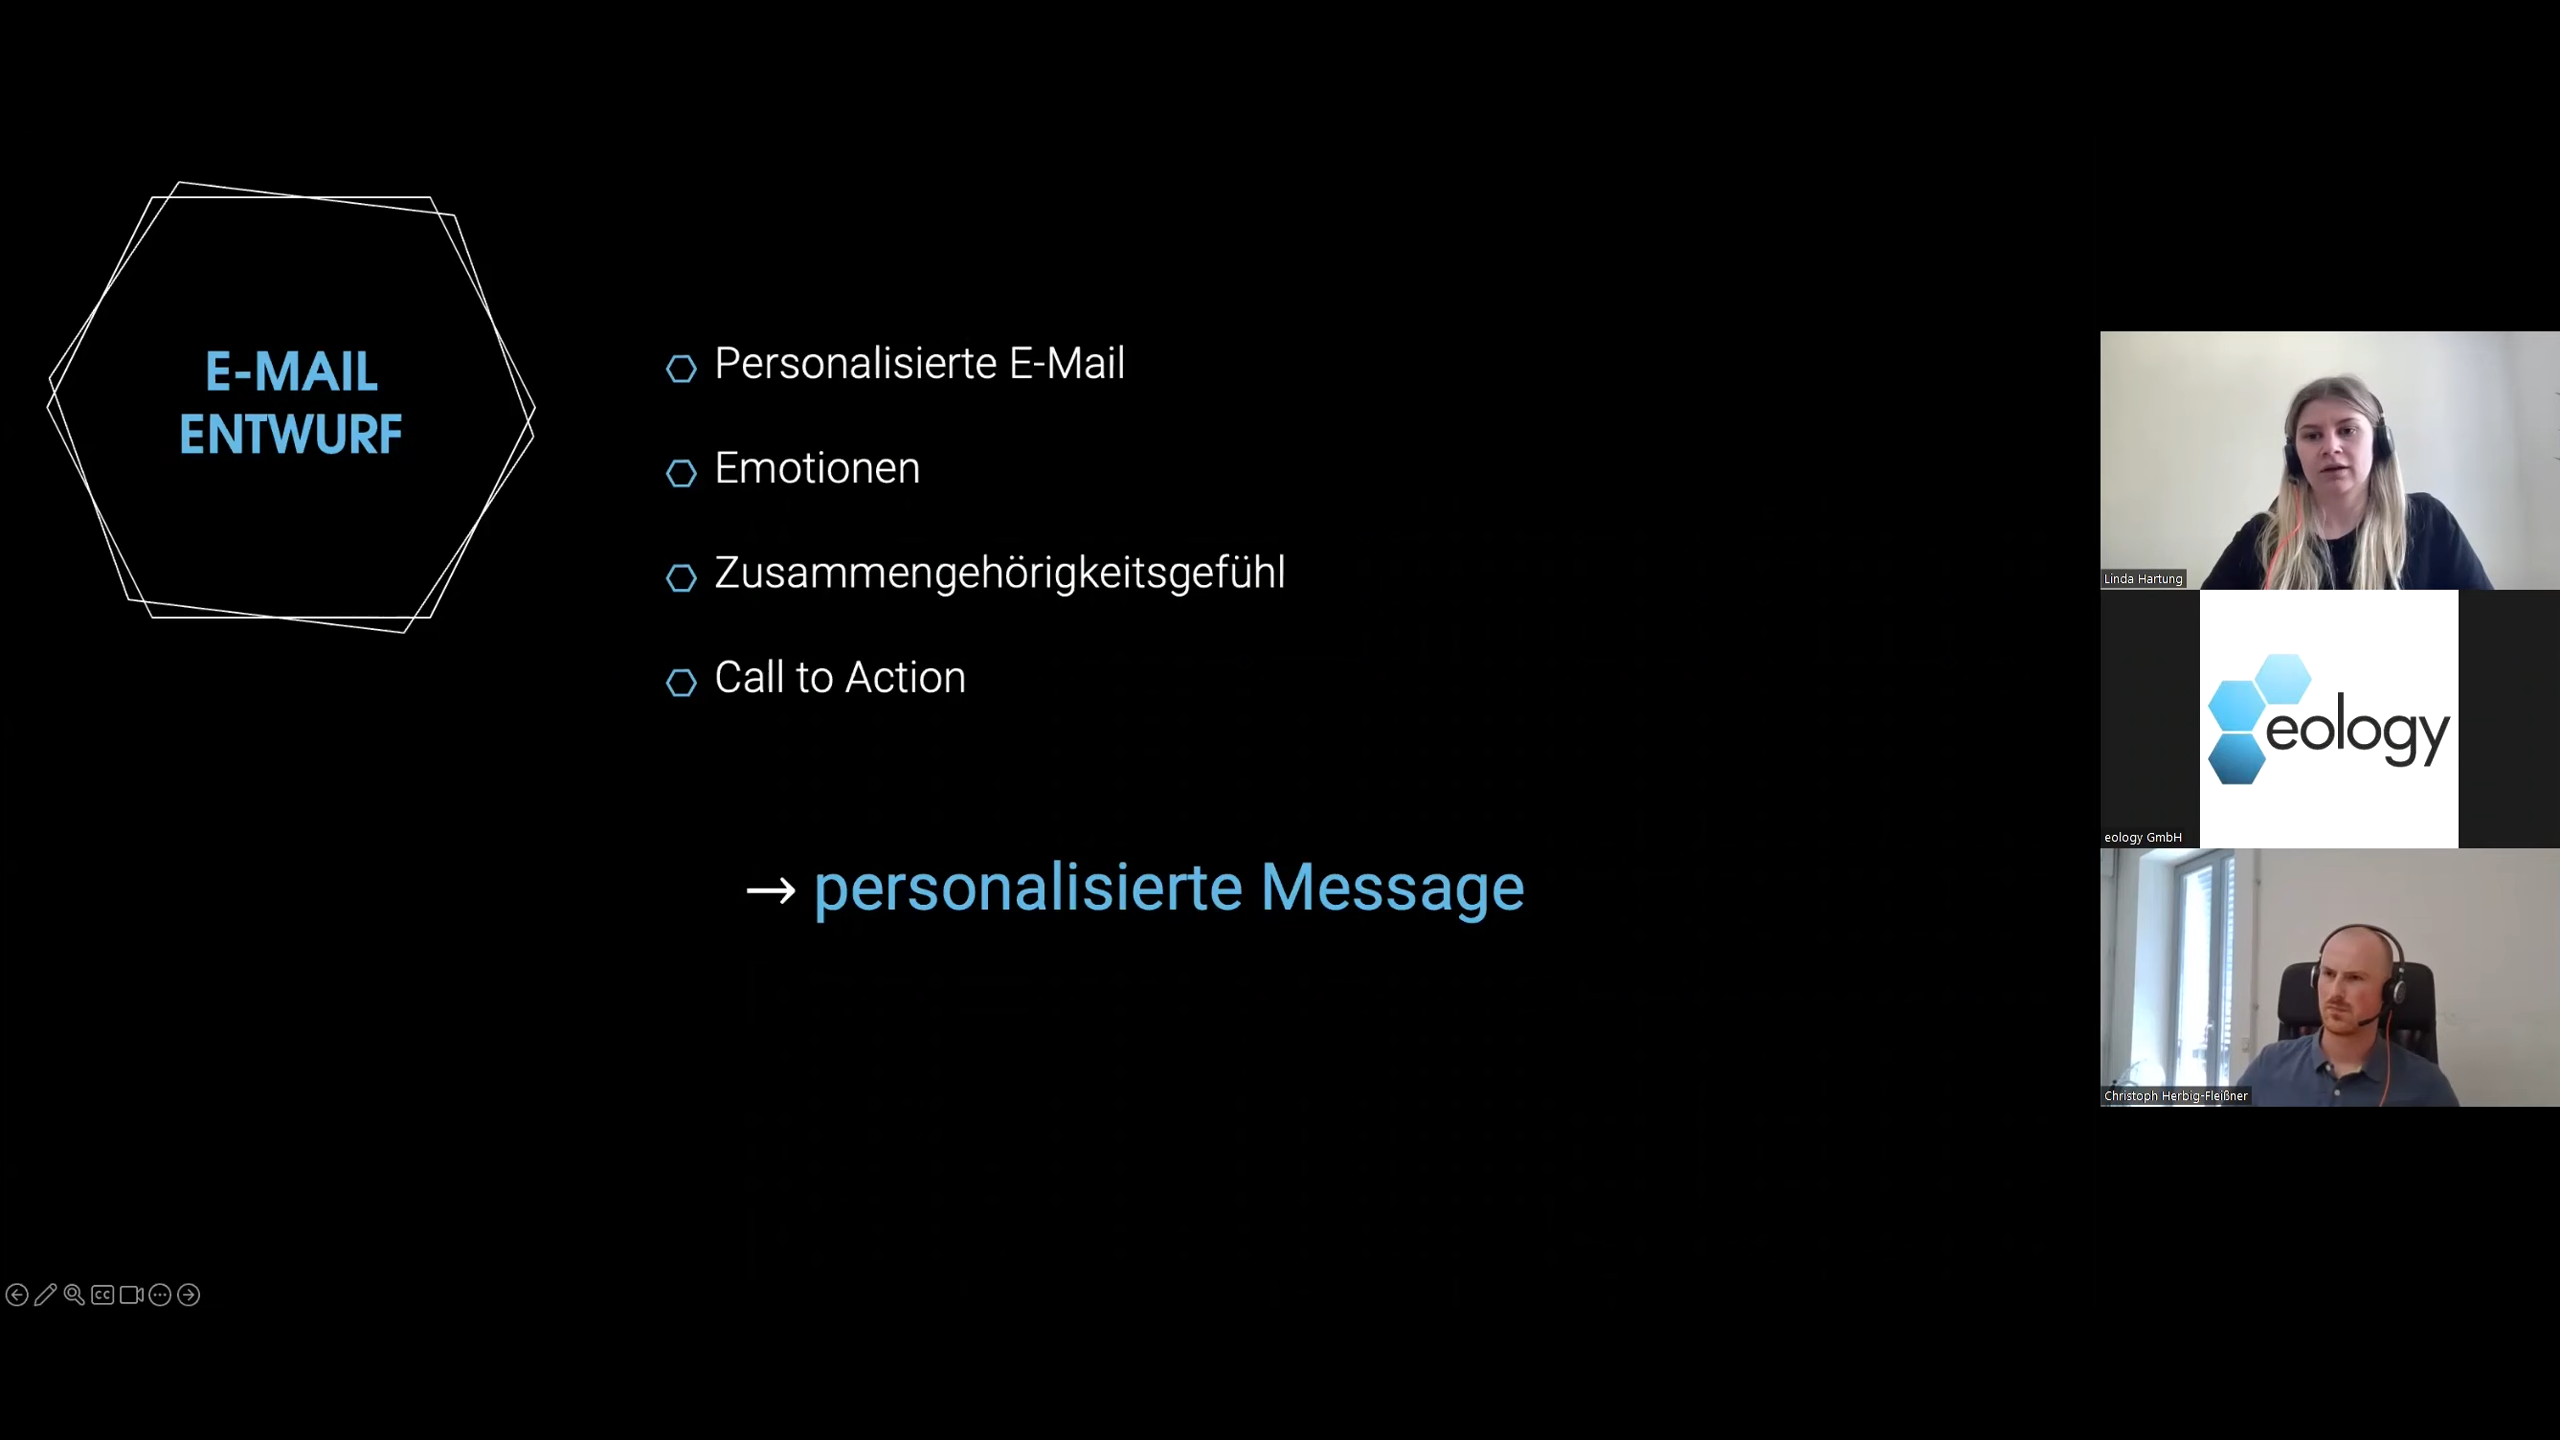 E-MAIL
ENTWURF
Personalisierte E-Mail
Emotionen
Zusammengehörigkeitsgefühl
Call to Action
→ personalisierte Message
Linda Hartung
eology
eology GmbH
Christoph Herbig-Fleißner
CC